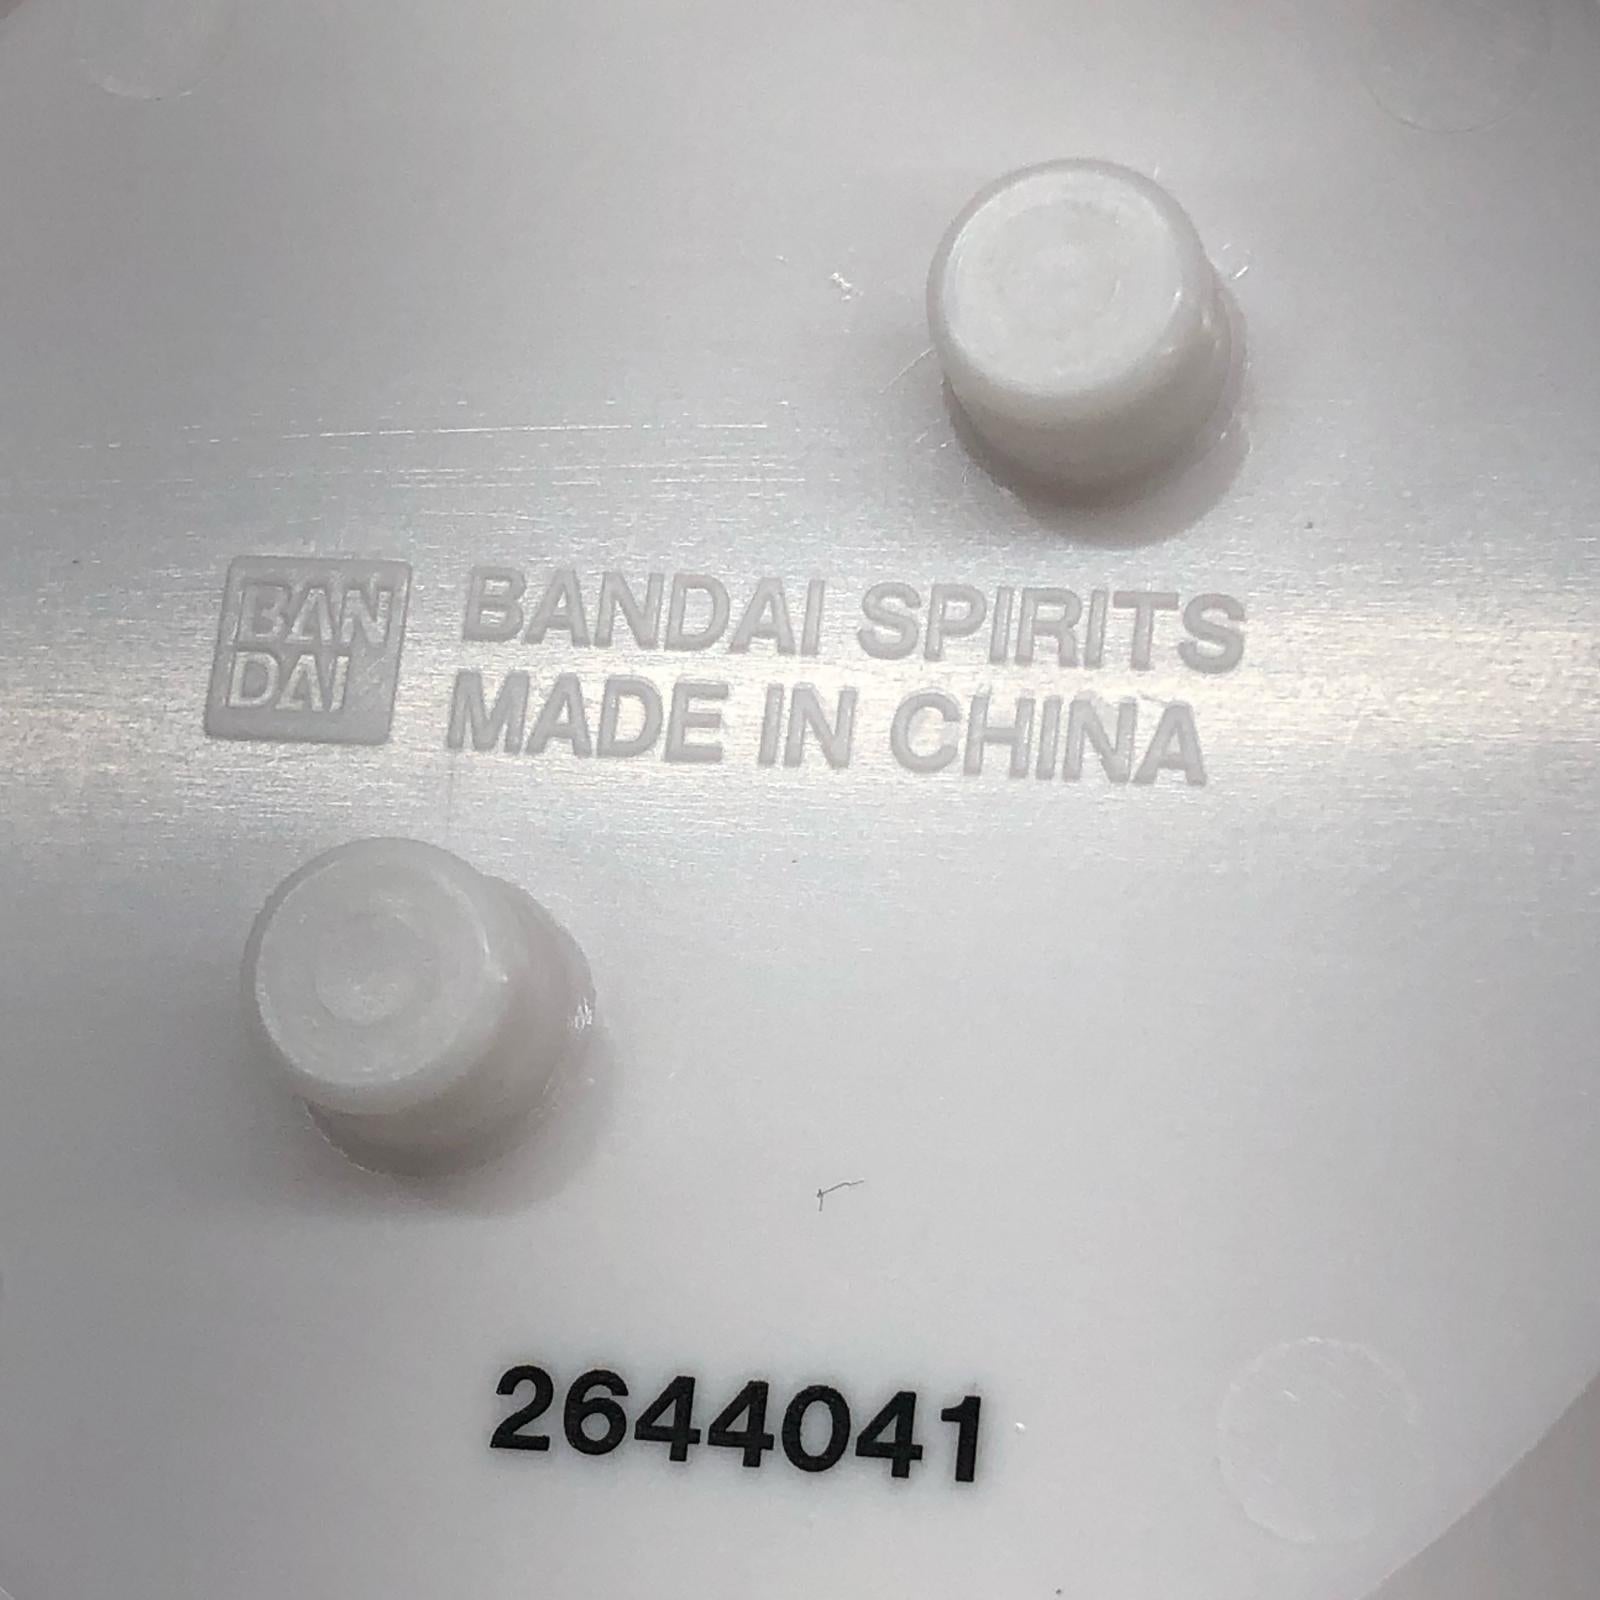 BAN
DAI
BANDAI SPIRITS
MADE IN CHINA
2644041